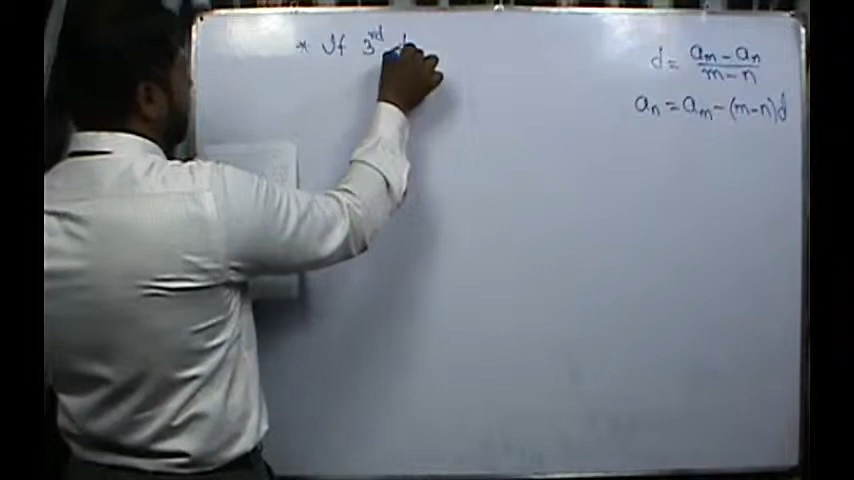 * If 3rd
d = (aₘ - aₙ) / (m - n)
aₙ = aₘ - (m-n)d